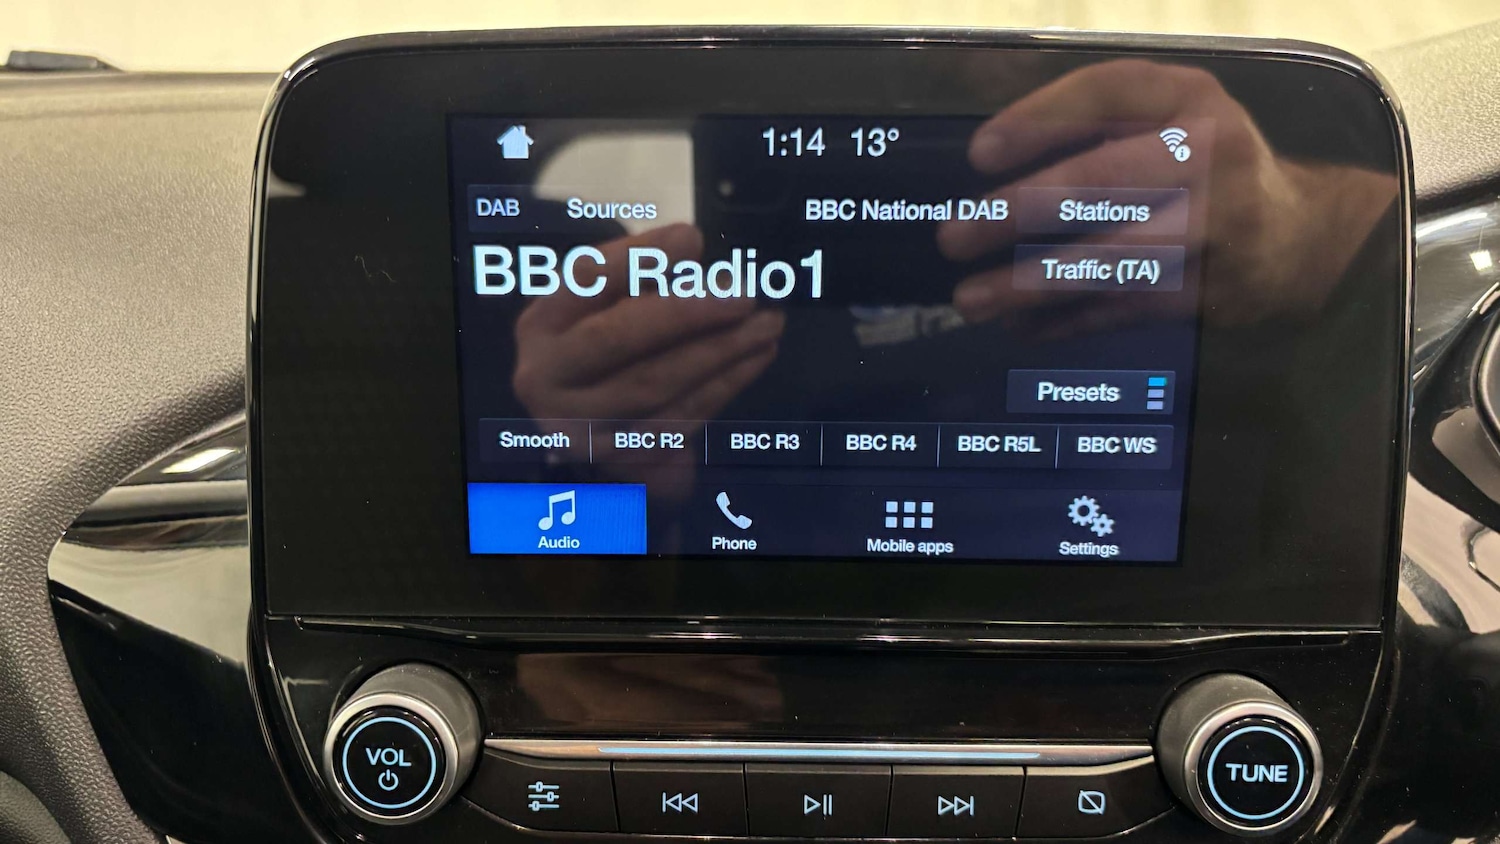 1:14 13°
DAB Sources BBC National DAB Stations
BBC Radio1
Traffic (TA)
Presets
Smooth BBC R2 BBC R3 BBC R4 BBC R5L BBC WS
Audio Phone Mobile apps Settings
VOL
TUNE